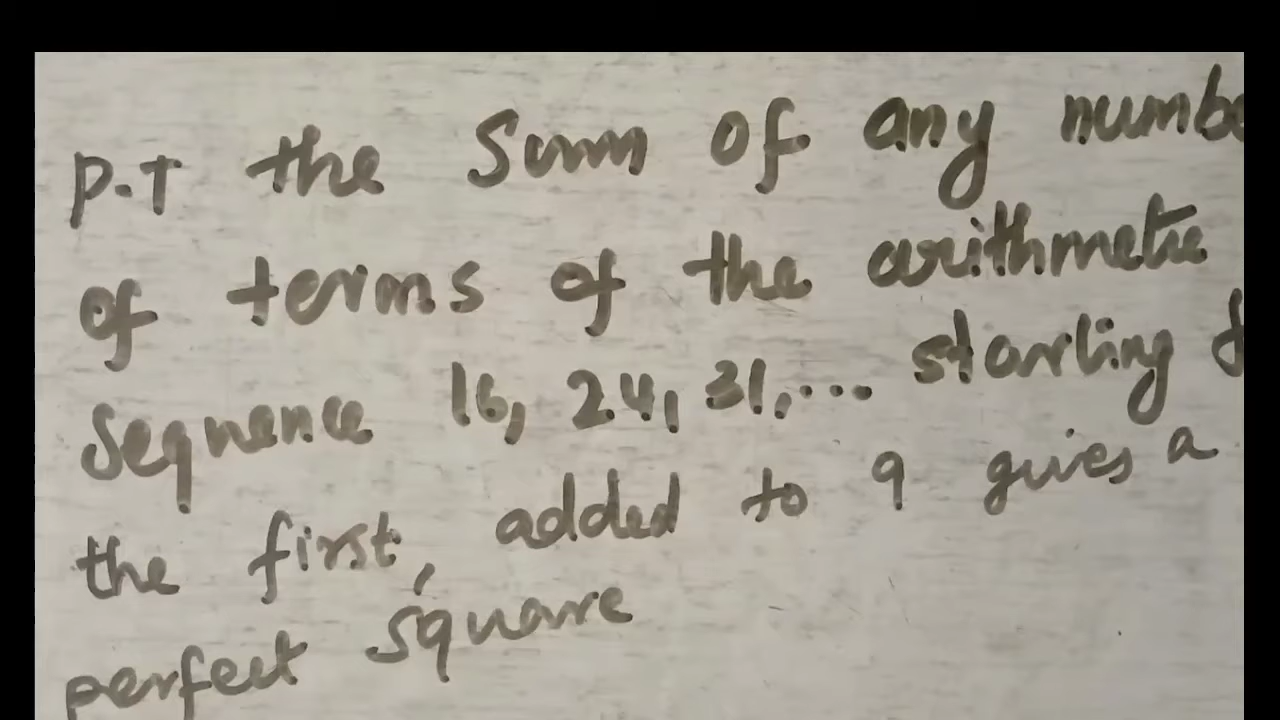 P.T the Sum of any numbe
of terms of the arithmetic
Sequence 16, 24, 31, ... starting f
the first, added to 9 gives a
perfect square